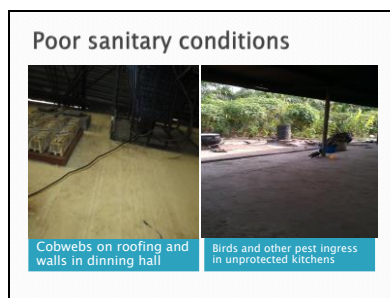 Poor sanitary conditions
Cobwebs on roofing and
walls in dinning hall
Birds and other pest ingress
in unprotected kitchens